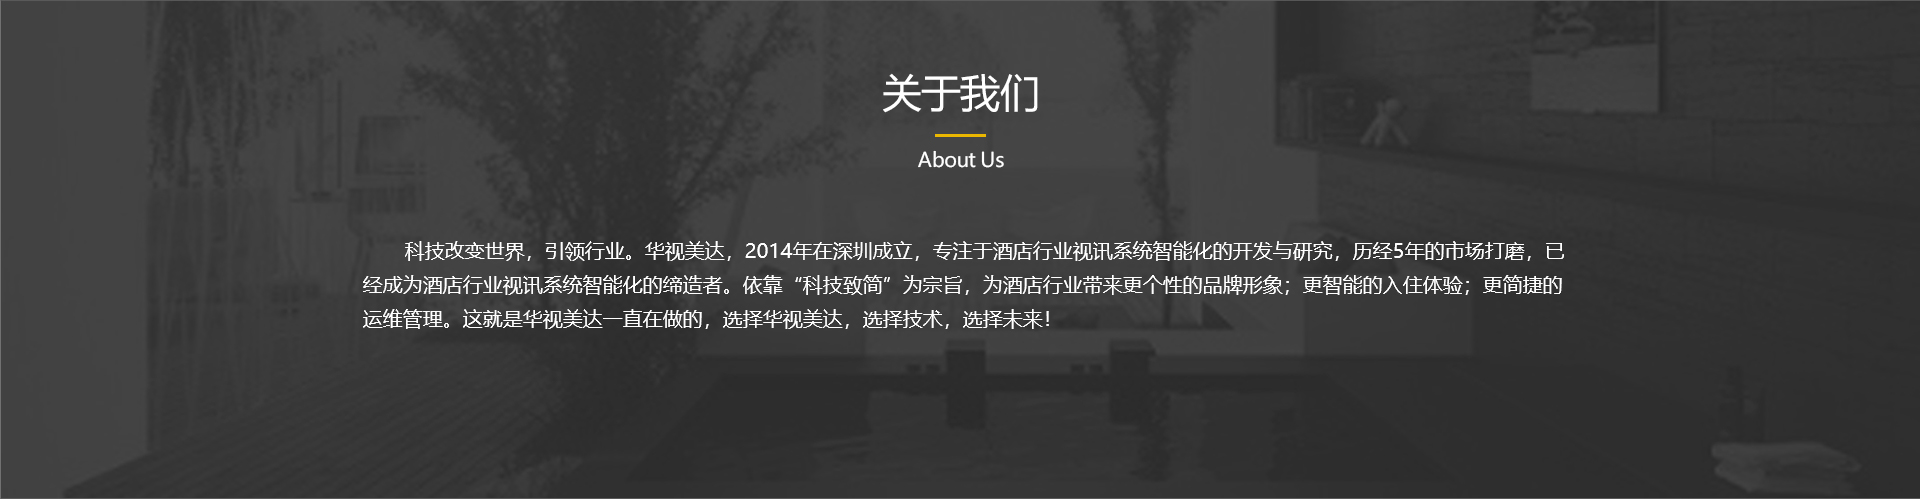 关于我们
About Us
科技改变世界，引领行业。华视美达，2014年在深圳成立，专注于酒店行业视讯系统智能化的开发与研究，历经5年的市场打磨，已
经成为酒店行业视讯系统智能化的缔造者。依靠“科技致简”为宗旨，为酒店行业带来更个性的品牌形象；更智能的入住体验；更简捷的
运维管理。这就是华视美达一直在做的，选择华视美达，选择技术，选择未来！